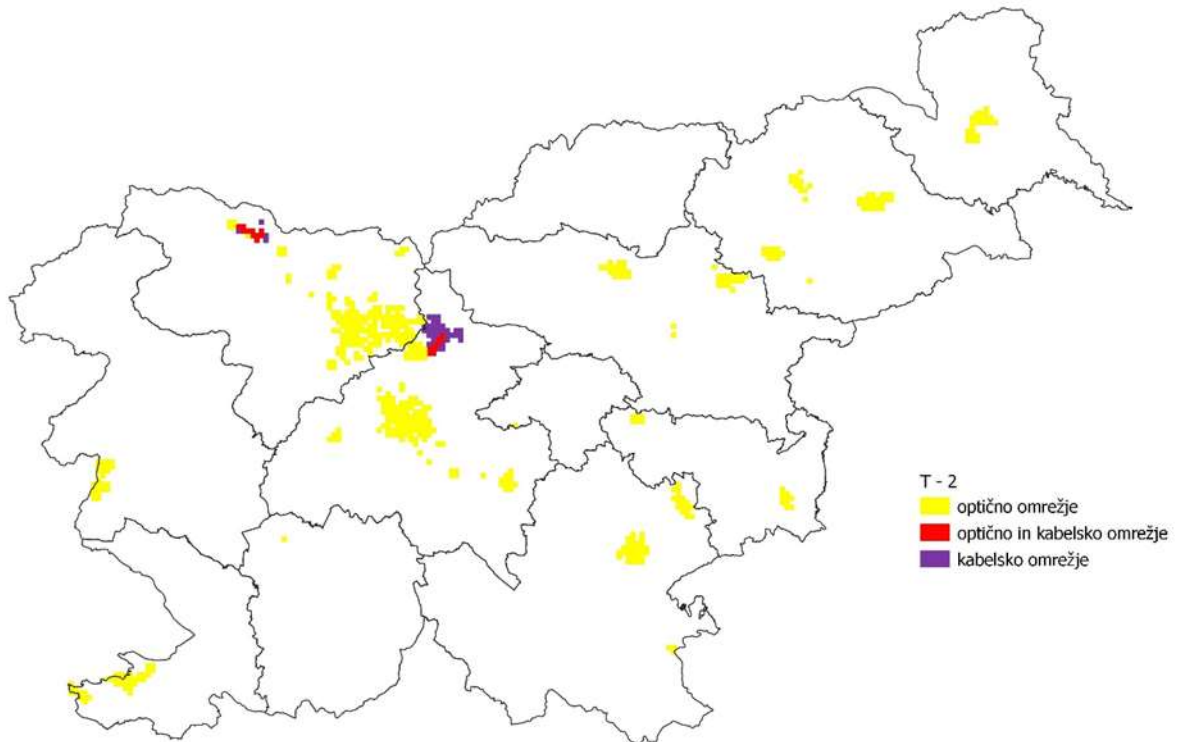 T - 2
optično omrežje
optično in kabelsko omrežje
kabelsko omrežje